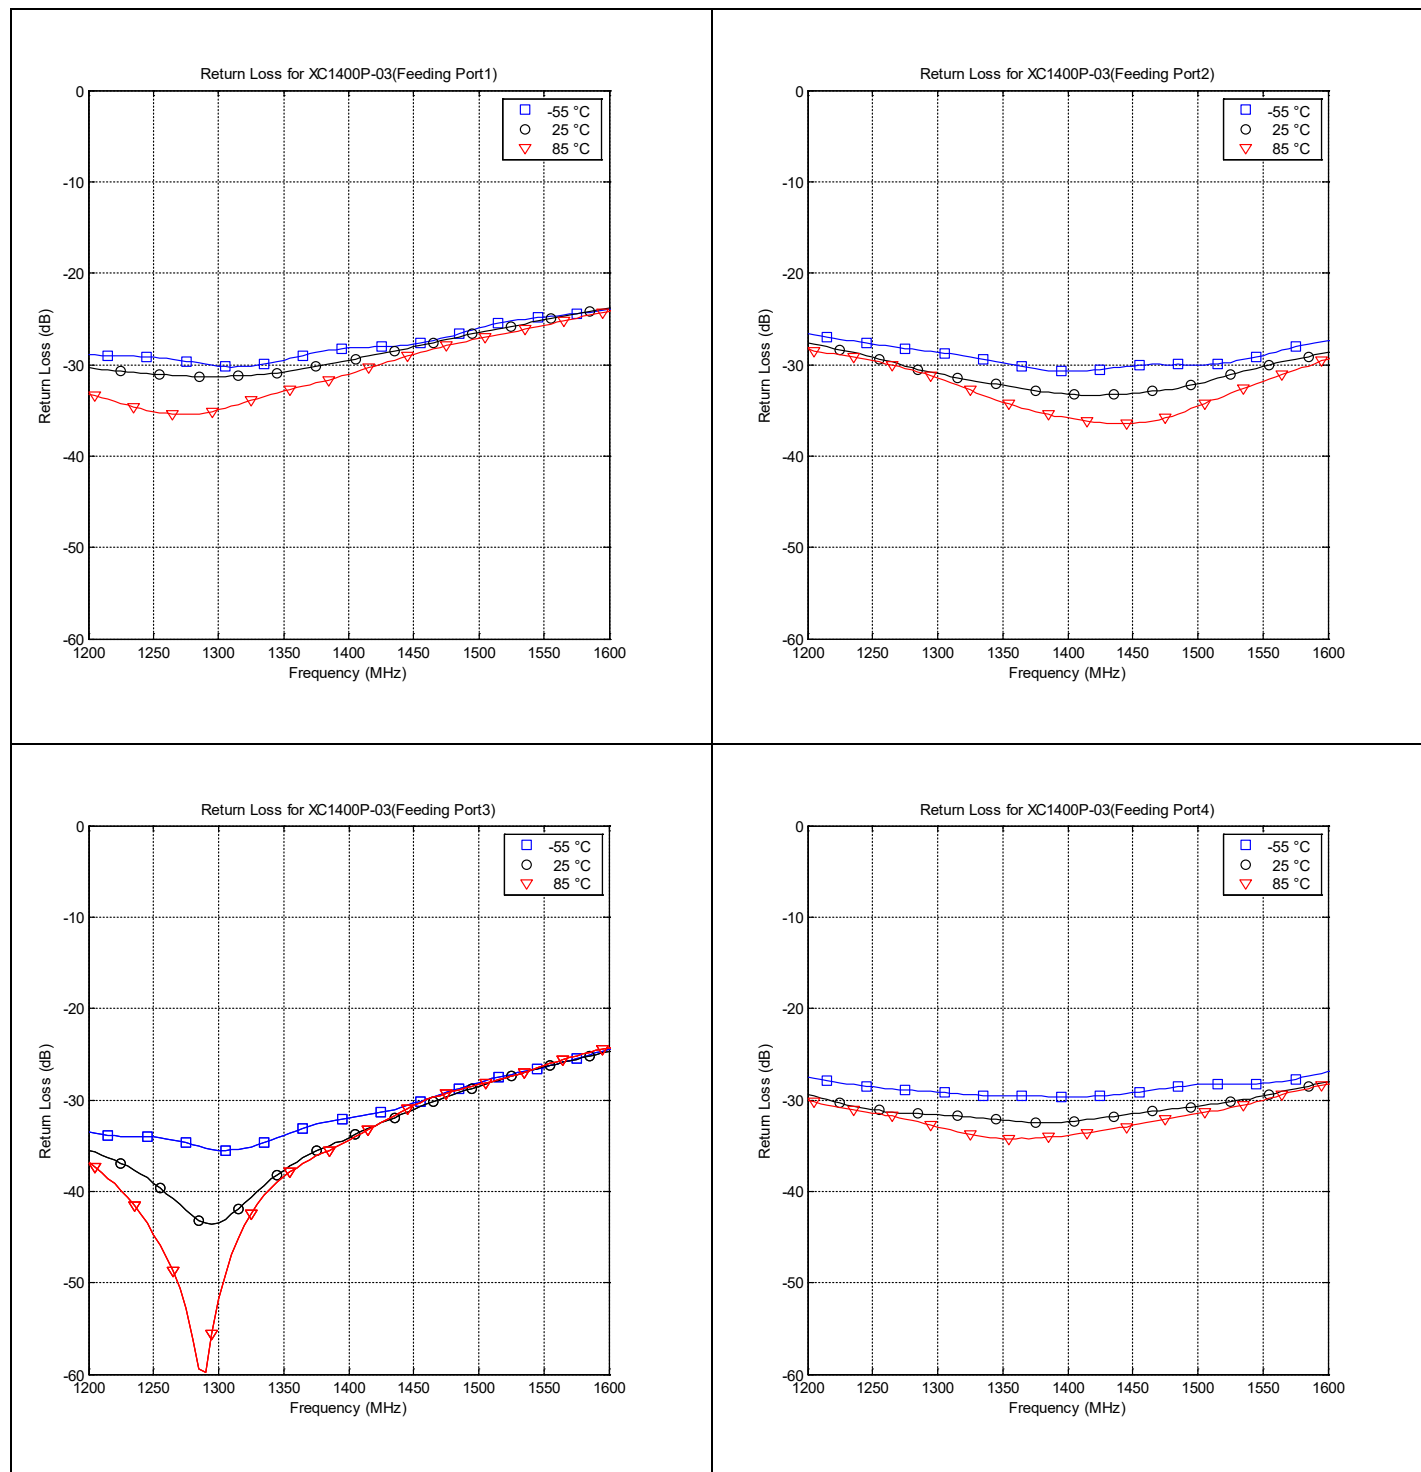 Return Loss for XC1400P-03(Feeding Port1)
0
-10
-20
-30
-40
-50
-60
Return Loss (dB)
-55 °C
25 °C
85 °C
1200 1250 1300 1350 1400 1450 1500 1550 1600
Frequency (MHz)
Return Loss for XC1400P-03(Feeding Port2)
0
-10
-20
-30
-40
-50
-60
Return Loss (dB)
-55 °C
25 °C
85 °C
1200 1250 1300 1350 1400 1450 1500 1550 1600
Frequency (MHz)
Return Loss for XC1400P-03(Feeding Port3)
0
-10
-20
-30
-40
-50
-60
Return Loss (dB)
-55 °C
25 °C
85 °C
1200 1250 1300 1350 1400 1450 1500 1550 1600
Frequency (MHz)
Return Loss for XC1400P-03(Feeding Port4)
0
-10
-20
-30
-40
-50
-60
Return Loss (dB)
-55 °C
25 °C
85 °C
1200 1250 1300 1350 1400 1450 1500 1550 1600
Frequency (MHz)